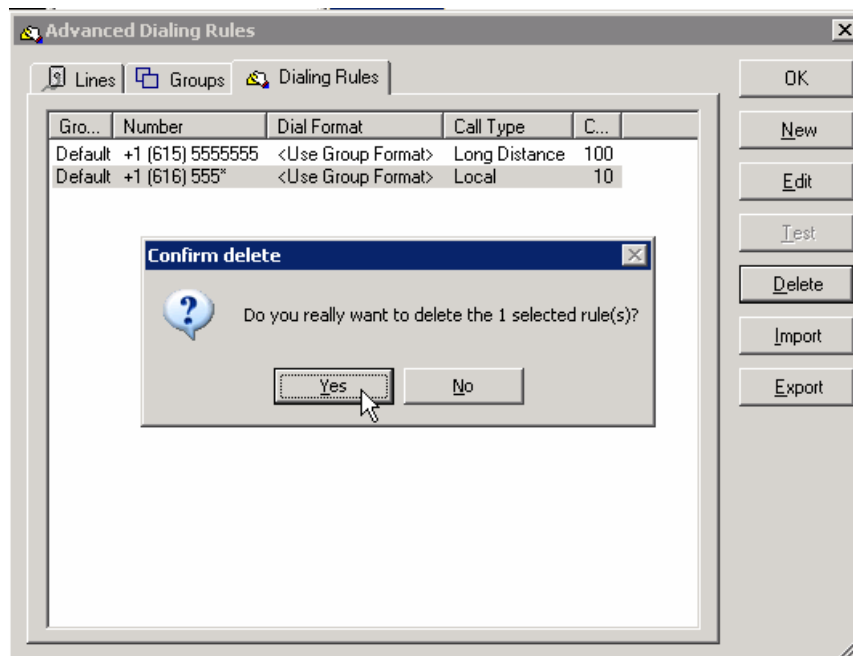 Advanced Dialing Rules
Lines Groups Dialing Rules
Gro... Number Dial Format Call Type C...
Default +1 (615) 5555555 <Use Group Format> Long Distance 100
Default +1 (616) 555* <Use Group Format> Local 10
Confirm delete
Do you really want to delete the 1 selected rule(s)?
Yes No
OK
New
Edit
Test
Delete
Import
Export